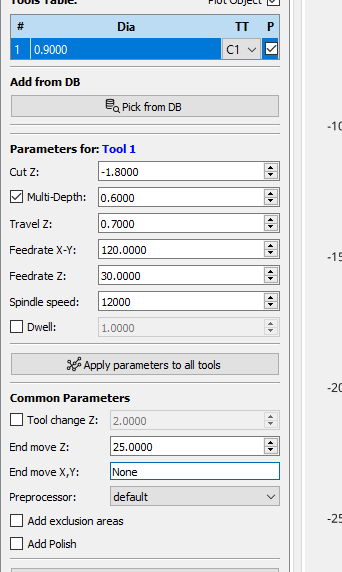 Tools Table: Plot Object
# Dia TT P
1 0.9000 C1
Add from DB
Pick from DB
Parameters for: Tool 1
Cut Z: -1.8000
Multi-Depth: 0.6000
Travel Z: 0.7000
Feedrate X-Y: 120.0000
Feedrate Z: 30.0000
Spindle speed: 12000
Dwell: 1.0000
Apply parameters to all tools
Common Parameters
Tool change Z: 2.0000
End move Z: 25.0000
End move X,Y: None
Preprocessor: default
Add exclusion areas
Add Polish
-10
-15
-20
-25